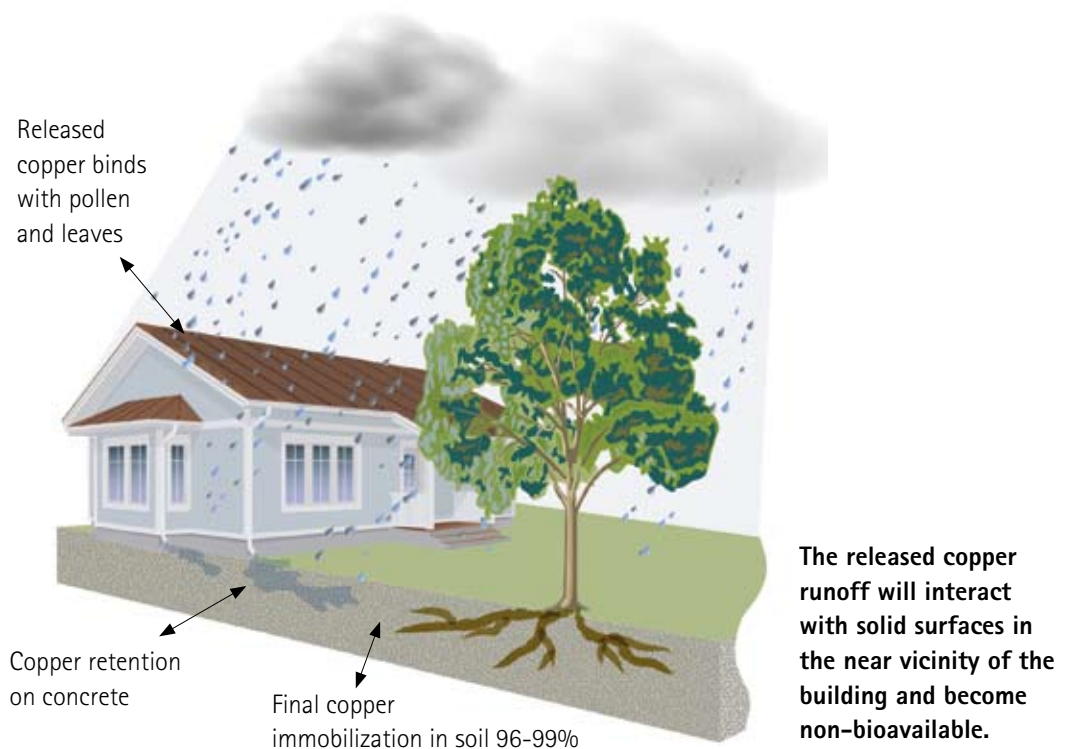 Released
copper binds
with pollen
and leaves
Copper retention
on concrete
Final copper
immobilization in soil 96-99%
The released copper
runoff will interact
with solid surfaces in
the near vicinity of the
building and become
non-bioavailable.